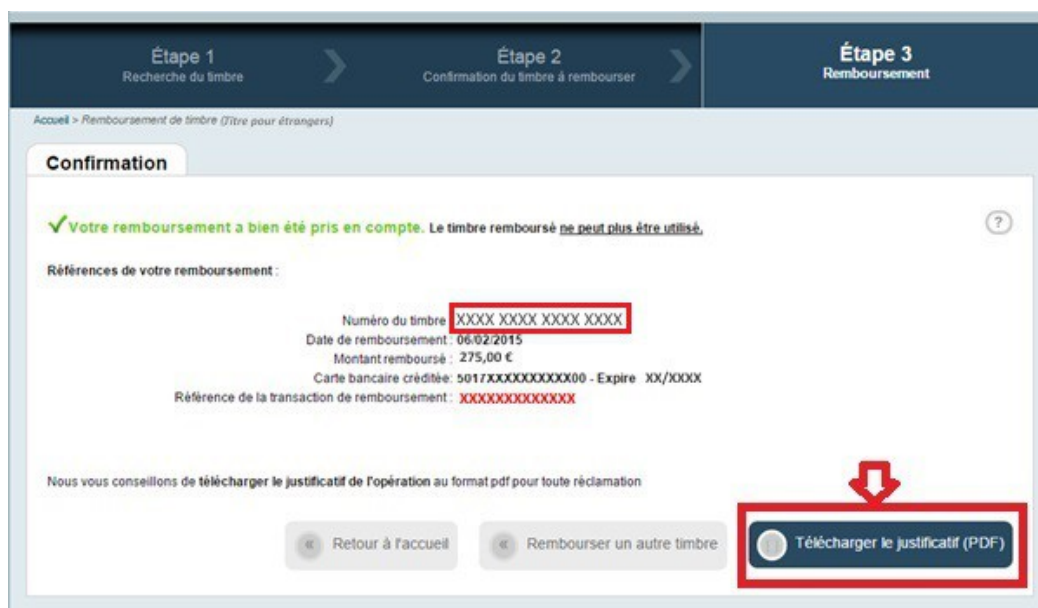 Étape 1
Recherche du timbre
Étape 2
Confirmation du timbre à rembourser
Étape 3
Remboursement
Accueil > Remboursement de timbre (Titre pour étrangers)
Confirmation
Votre remboursement a bien été pris en compte. Le timbre remboursé ne peut plus être utilisé.
?
Références de votre remboursement :
Numéro du timbre XXXX XXXX XXXX XXXX
Date de remboursement : 06/02/2015
Montant remboursé : 275,00 €
Carte bancaire créditée: 5017XXXXXXXXXX00 - Expire XX/XXXX
Référence de la transaction de remboursement : XXXXXXXXXXXXX
Nous vous conseillons de télécharger le justificatif de l'opération au format pdf pour toute réclamation
« Retour à l'accueil
« Rembourser un autre timbre
Télécharger le justificatif (PDF)